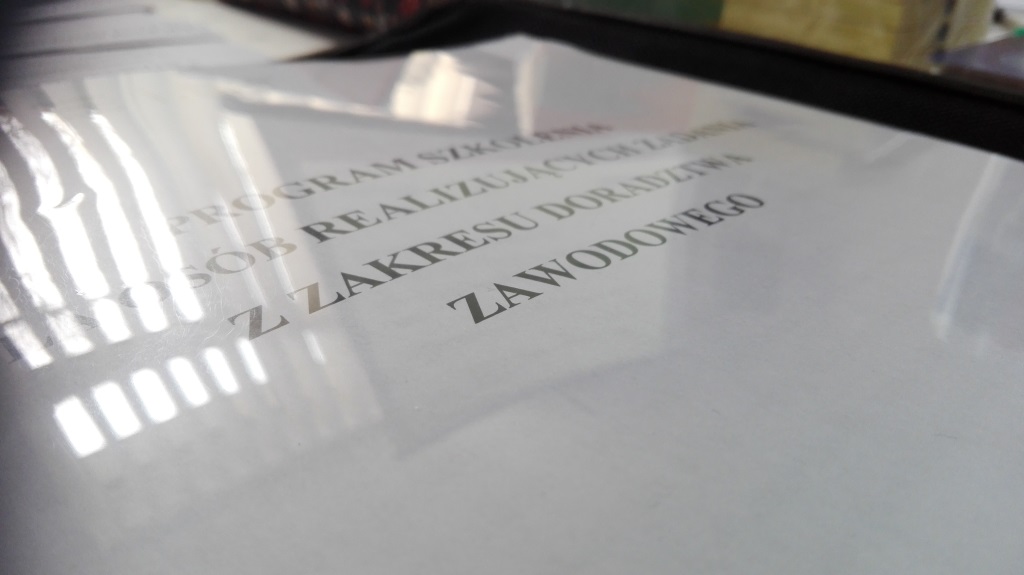 PROGRAM SZKOLENIA
OSÓB REALIZUJĄCYCH ZADANIA
Z ZAKRESU DORADZTWA
ZAWODOWEGO